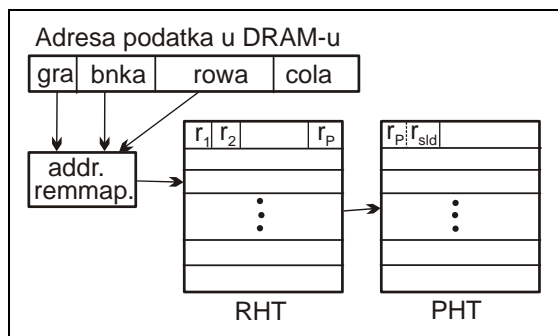 Adresa podatka u DRAM-u
gra bnka rowa cola
r1 r2 rP
rP rsld
addr.
remmap.
RHT PHT